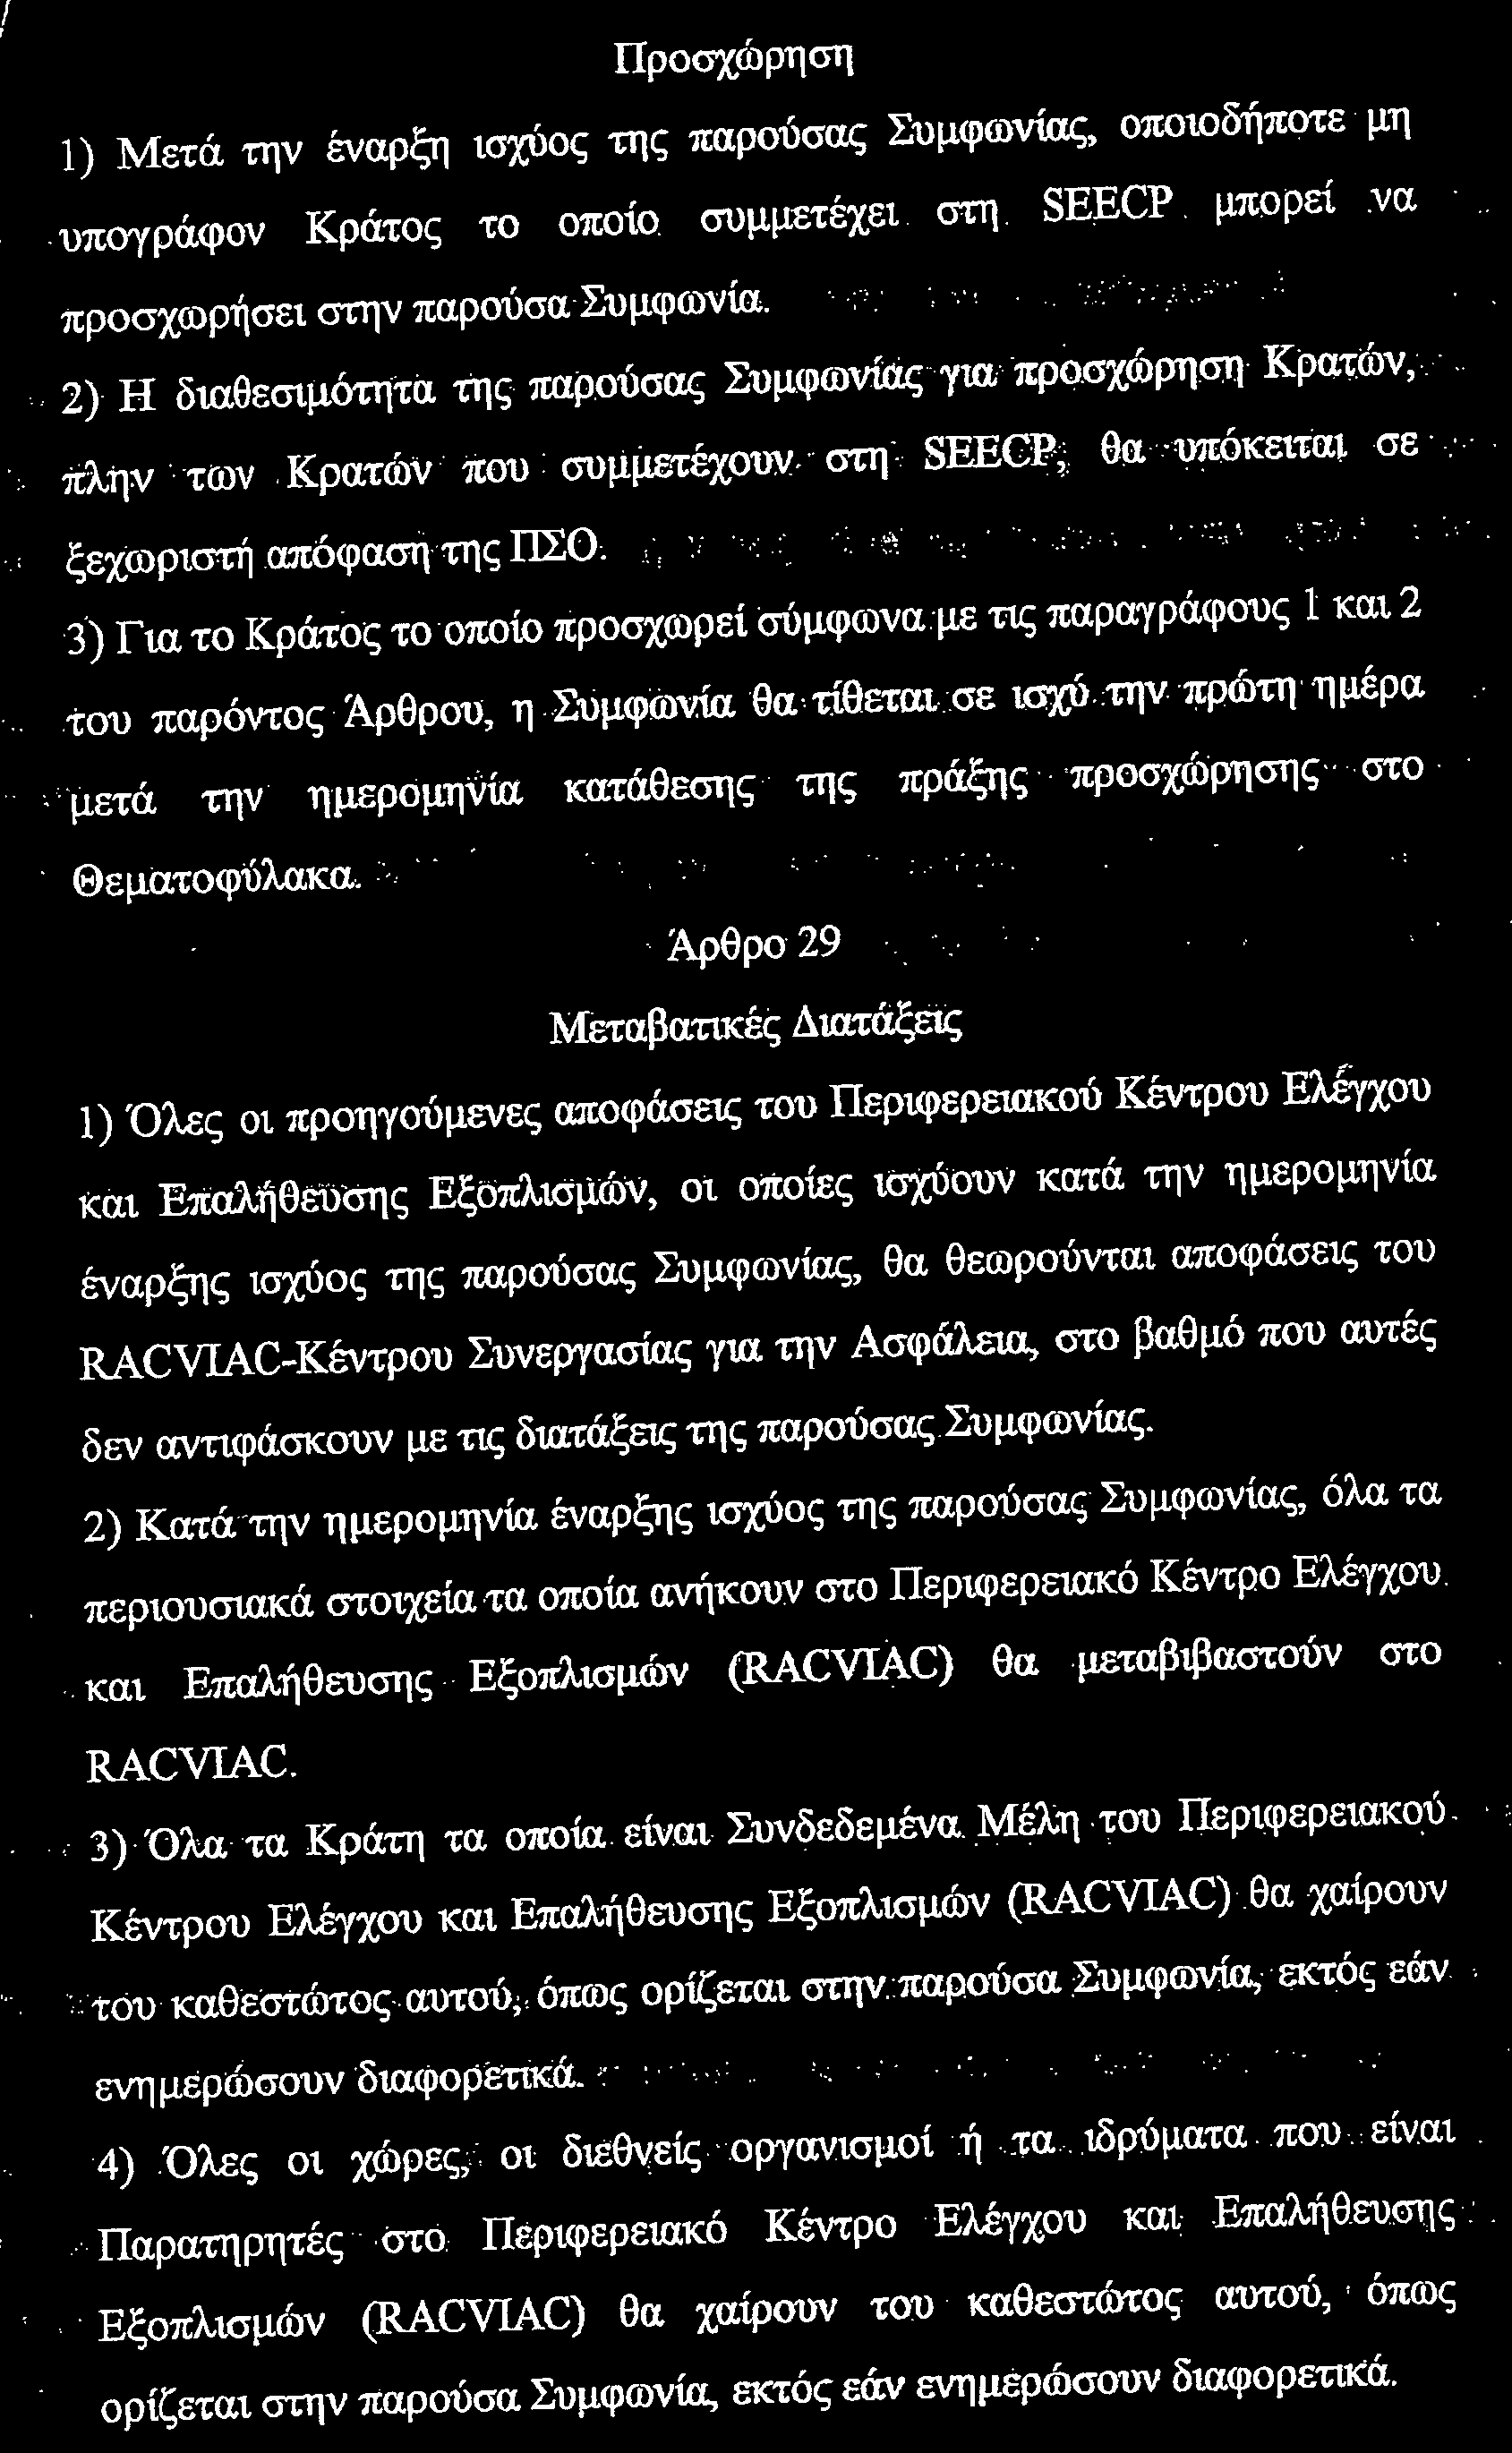 Προσχώρηση
1) Μετά την έναρξη ισχύος της παρούσας Συμφωνίας, οποιοδήποτε μη
υπογράφον Κράτος το οποίο συμμετέχει στη SEECP μπορεί να
προσχωρήσει στην παρούσα Συμφωνία.
2) Η διαθεσιμότητα της παρούσας Συμφωνίας για προσχώρηση Κρατών,
πλην των Κρατών που συμμετέχουν στη SEECP, θα υπόκειται σε
ξεχωριστή απόφαση της ΠΣΟ.
3) Για το Κράτος το οποίο προσχωρεί σύμφωνα με τις παραγράφους 1 και 2
του παρόντος Άρθρου, η Συμφωνία θα τίθεται σε ισχύ την πρώτη ημέρα
μετά την ημερομηνία κατάθεσης της πράξης προσχώρησης στο
Θεματοφύλακα.
Άρθρο 29
Μεταβατικές Διατάξεις
1) Όλες οι προηγούμενες αποφάσεις του Περιφερειακού Κέντρου Ελέγχου
και Επαλήθευσης Εξοπλισμών, οι οποίες ισχύουν κατά την ημερομηνία
έναρξης ισχύος της παρούσας Συμφωνίας, θα θεωρούνται αποφάσεις του
RACVIAC-Κέντρου Συνεργασίας για την Ασφάλεια, στο βαθμό που αυτές
δεν αντιφάσκουν με τις διατάξεις της παρούσας Συμφωνίας.
2) Κατά την ημερομηνία έναρξης ισχύος της παρούσας Συμφωνίας, όλα τα
περιουσιακά στοιχεία τα οποία ανήκουν στο Περιφερειακό Κέντρο Ελέγχου
και Επαλήθευσης Εξοπλισμών (RACVIAC) θα μεταβιβαστούν στο
RACVIAC.
3) Όλα τα Κράτη τα οποία είναι Συνδεδεμένα Μέλη του Περιφερειακού
Κέντρου Ελέγχου και Επαλήθευσης Εξοπλισμών (RACVIAC) θα χαίρουν
του καθεστώτος αυτού, όπως ορίζεται στην παρούσα Συμφωνία, εκτός εάν
ενημερώσουν διαφορετικά.
4) Όλες οι χώρες, οι διεθνείς οργανισμοί ή τα ιδρύματα που είναι
Παρατηρητές στο Περιφερειακό Κέντρο Ελέγχου και Επαλήθευσης
Εξοπλισμών (RACVIAC) θα χαίρουν του καθεστώτος αυτού, όπως
ορίζεται στην παρούσα Συμφωνία, εκτός εάν ενημερώσουν διαφορετικά.